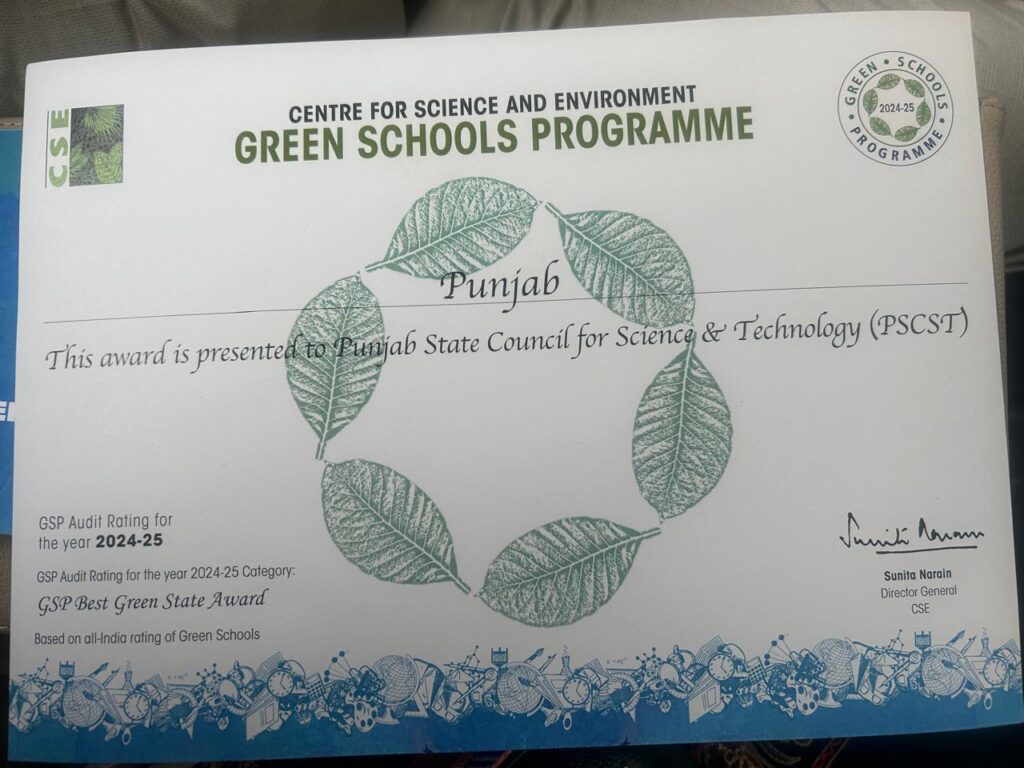 CSE
CENTRE FOR SCIENCE AND ENVIRONMENT
GREEN SCHOOLS PROGRAMME
GREEN • SCHOOLS • PROGRAMME •
2024-25
Punjab
This award is presented to Punjab State Council for Science & Technology (PSCST)
GSP Audit Rating for
the year 2024-25
GSP Audit Rating for the year 2024-25 Category:
GSP Best Green State Award
Based on all-India rating of Green Schools
Sunita Narain
Sunita Narain
Director General
CSE